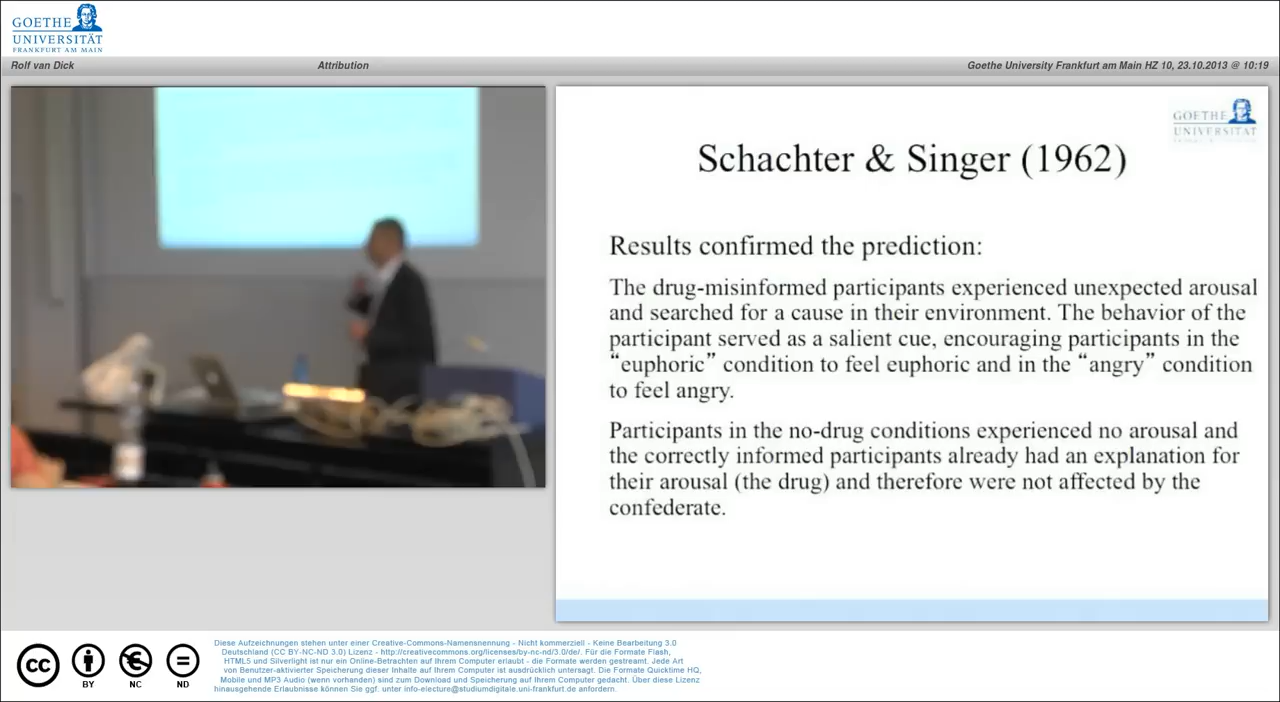 GOETHE
UNIVERSITÄT
FRANKFURT AM MAIN
Rolf van Dick
Attribution
Goethe University Frankfurt am Main HZ 10, 23.10.2013 @ 10:19
GOETHE
UNIVERSITÄT
Schachter & Singer (1962)
Results confirmed the prediction:
The drug-misinformed participants experienced unexpected arousal
and searched for a cause in their environment. The behavior of the
participant served as a salient cue, encouraging participants in the
“euphoric” condition to feel euphoric and in the “angry” condition
to feel angry.
Participants in the no-drug conditions experienced no arousal and
the correctly informed participants already had an explanation for
their arousal (the drug) and therefore were not affected by the
confederate.
cc
BY
NC
ND
Diese Aufzeichnungen stehen unter einer Creative-Commons-Namensnennung - Nicht kommerziell - Keine Bearbeitung 3.0
Deutschland (CC BY-NC-ND 3.0) Lizenz - http://creativecommons.org/licenses/by-nc-nd/3.0/de/. Für die Formate Flash,
HTML5 und Silverlight ist nur ein Online-Betrachten auf Ihrem Computer erlaubt - die Formate werden gestreamt. Jede Art
von Benutzer-aktivierter Speicherung dieser Inhalte auf Ihrem Computer ist ausdrücklich untersagt. Die Formate Quicktime HQ,
Mobile und MP3 Audio (wenn vorhanden) sind zum Download und Speicherung auf Ihrem Computer gedacht. Über diese Lizenz
hinausgehende Erlaubnisse können Sie ggf. unter info-electure@studiumdigitale.uni-frankfurt.de anfordern.